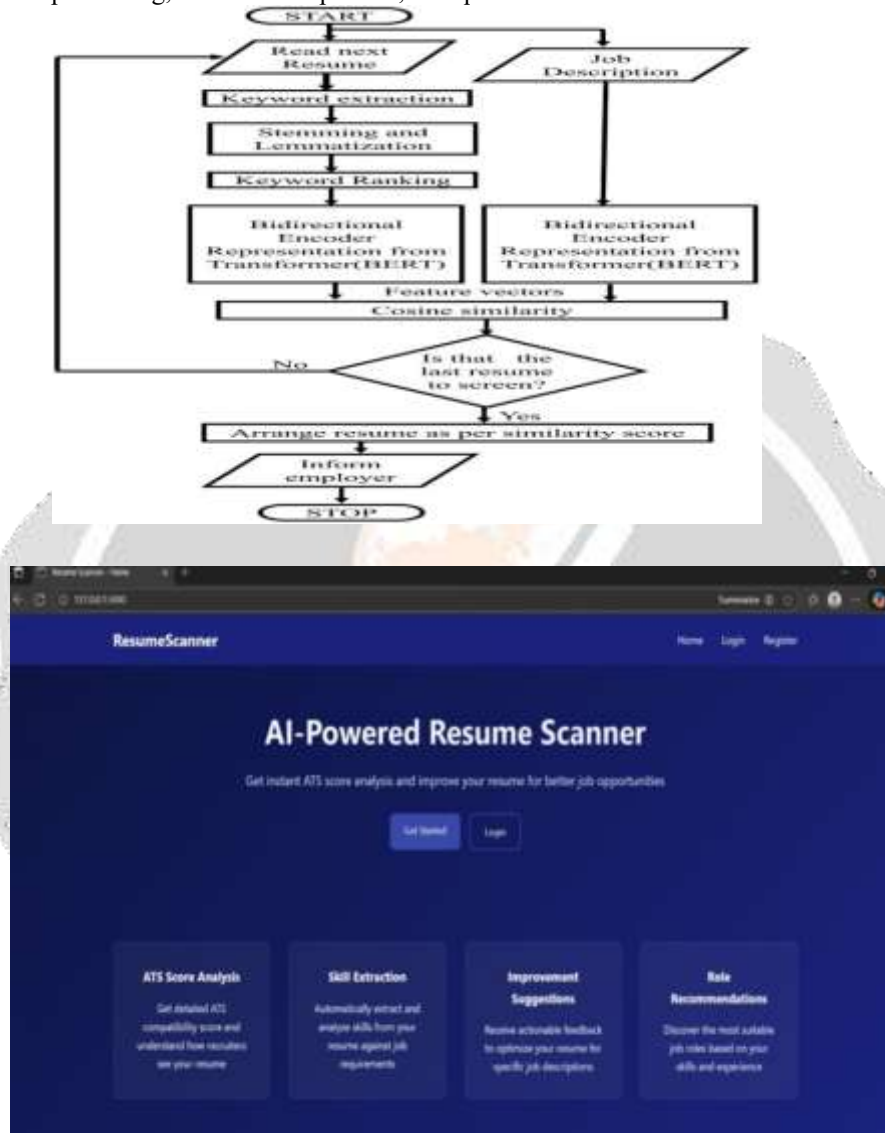 START
Read next
Resume
Job
Description
Keyword extraction
Stemming and
Lemmatization
Keyword Ranking
Bidirectional
Encoder
Representation from
Transformer(BERT)
Bidirectional
Encoder
Representation from
Transformer(BERT)
Feature vectors
Cosine similarity
Is that the
last resume
to screen?
No
Yes
Arrange resume as per similarity score
Inform
employer
STOP
Resume Scanner - Home
ResumeScanner
Home Login Register
AI-Powered Resume Scanner
Get instant ATS score analysis and improve your resume for better job opportunities
Get Started Login
ATS Score Analysis
Get detailed ATS
compatibility score and
understand how recruiters
see your resume
Skill Extraction
Automatically extract and
analyze skills from your
resume against job
requirements
Improvement
Suggestions
Receive actionable feedback
to optimize your resume for
specific job descriptions
Role
Recommendations
Discover the most suitable
job roles based on your
skills and experience